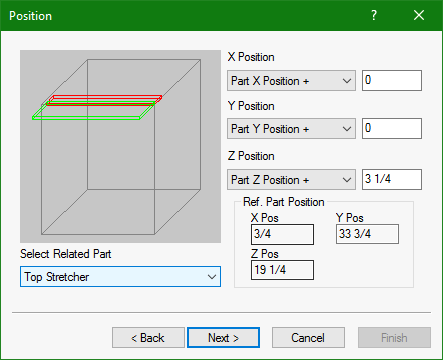 Position ? ×
X Position
Part X Position + 0
Y Position
Part Y Position + 0
Z Position
Part Z Position + 3 1/4
Ref. Part Position
X Pos Y Pos
3/4 33 3/4
Z Pos
19 1/4
Select Related Part
Top Stretcher
< Back Next > Cancel Finish